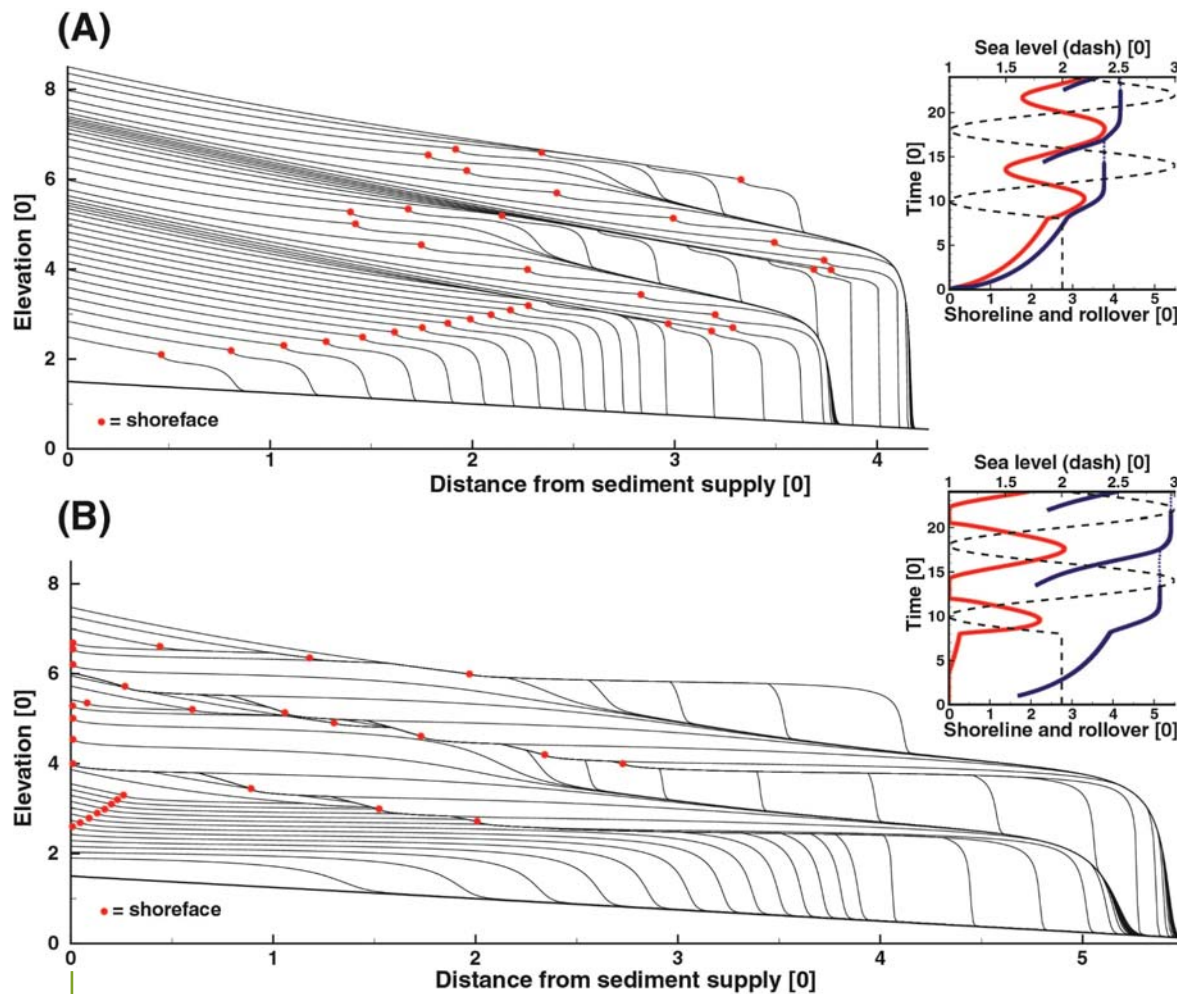 (A)
Sea level (dash) [0]
1 1.5 2 2.5 3
20
15
10
5
0
Time [0]
0 1 2 3 4 5
Shoreline and rollover [0]
8
6
4
2
0
Elevation [0]
= shoreface
0 1 2 3 4
Distance from sediment supply [0]
(B)
Sea level (dash) [0]
1 1.5 2 2.5 3
20
15
10
5
0
Time [0]
0 1 2 3 4 5
Shoreline and rollover [0]
8
6
4
2
0
Elevation [0]
= shoreface
0 1 2 3 4 5
Distance from sediment supply [0]